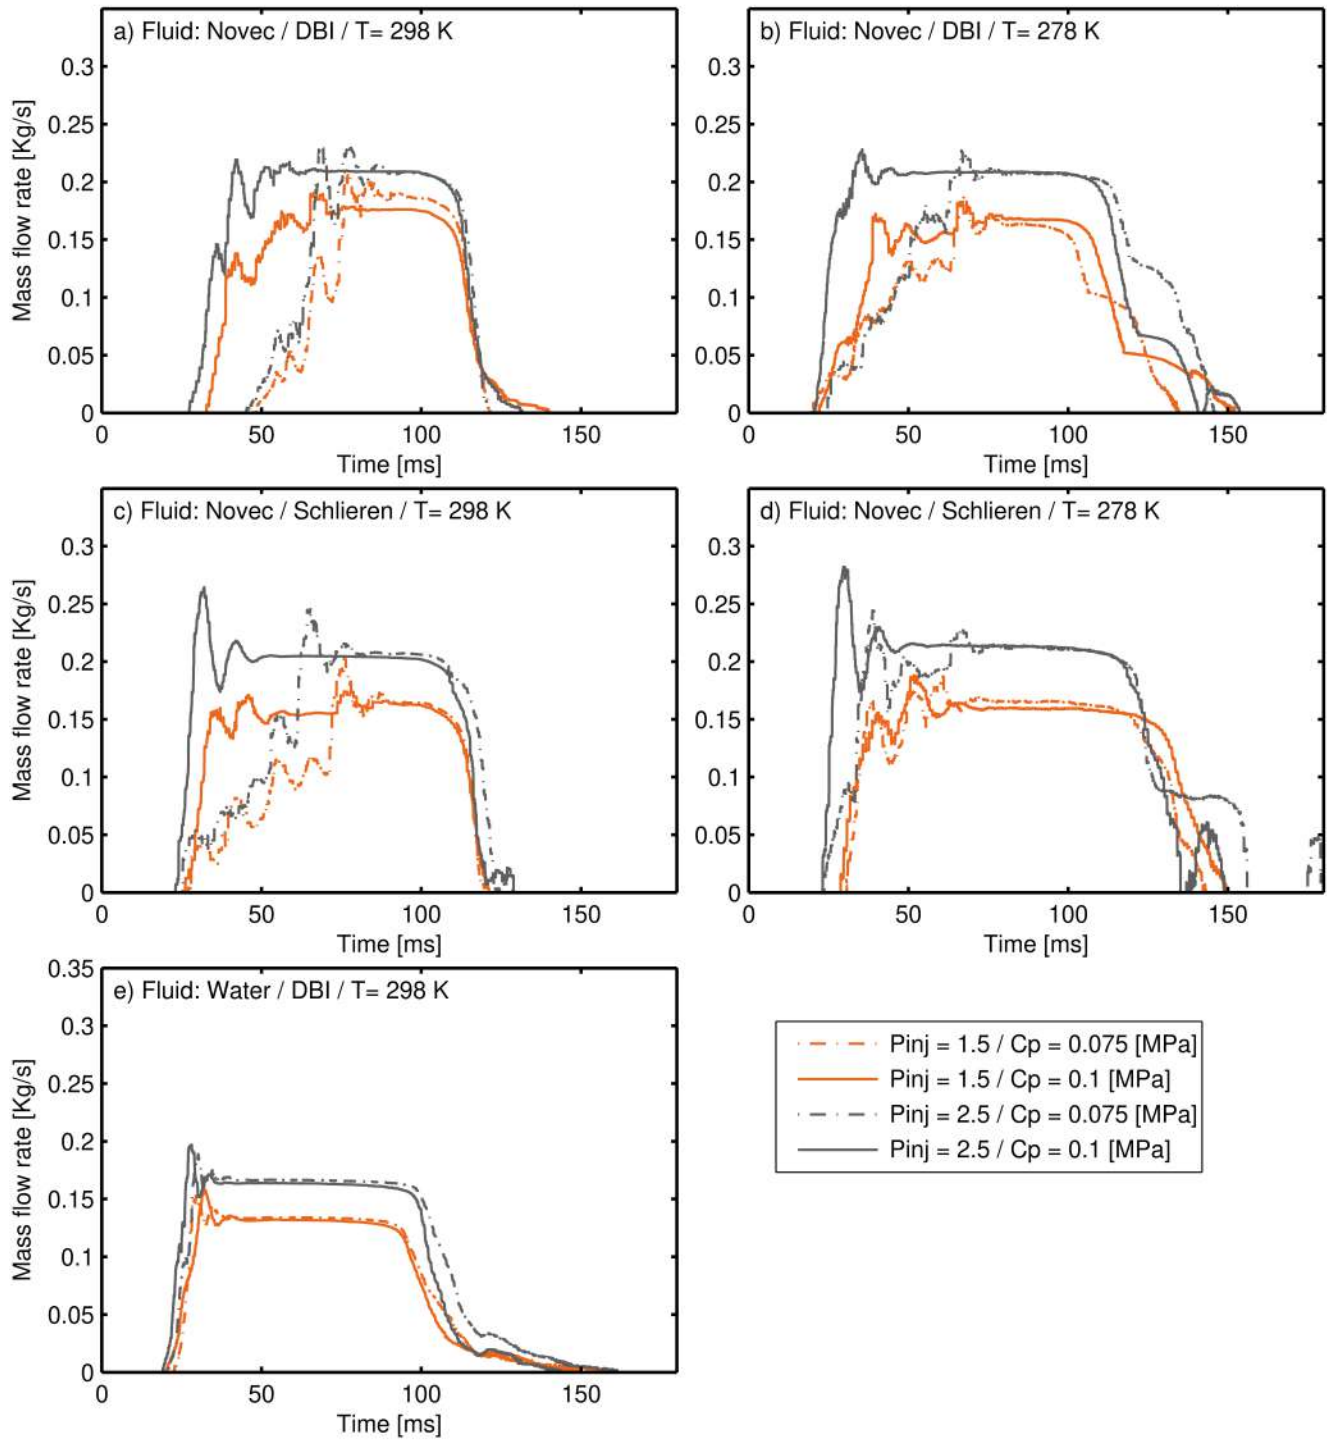 a) Fluid: Novec / DBI / T= 298 K
0.3
0.25
0.2
0.15
0.1
0.05
0
Mass flow rate [Kg/s]
0 50 100 150
Time [ms]
b) Fluid: Novec / DBI / T= 278 K
0.3
0.25
0.2
0.15
0.1
0.05
0
0 50 100 150
Time [ms]
c) Fluid: Novec / Schlieren / T= 298 K
0.3
0.25
0.2
0.15
0.1
0.05
0
Mass flow rate [Kg/s]
0 50 100 150
Time [ms]
d) Fluid: Novec / Schlieren / T= 278 K
0.3
0.25
0.2
0.15
0.1
0.05
0
0 50 100 150
Time [ms]
e) Fluid: Water / DBI / T= 298 K
0.35
0.3
0.25
0.2
0.15
0.1
0.05
0
Mass flow rate [Kg/s]
0 50 100 150
Time [ms]
Pinj = 1.5 / Cp = 0.075 [MPa]
Pinj = 1.5 / Cp = 0.1 [MPa]
Pinj = 2.5 / Cp = 0.075 [MPa]
Pinj = 2.5 / Cp = 0.1 [MPa]